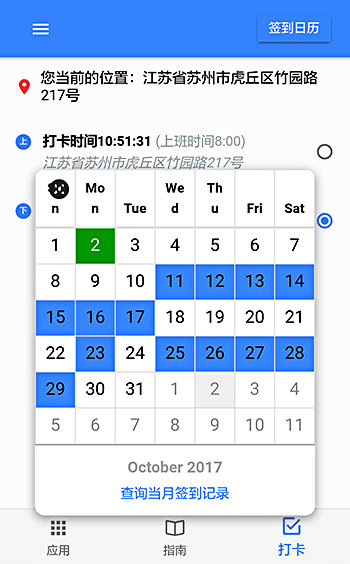 签到日历
您当前的位置：江苏省苏州市虎丘区竹园路
217号
上 打卡时间10:51:31 (上班时间8:00)
江苏省苏州市虎丘区竹园路217号
下
Mo We Th
n n Tue d u Fri Sat
1 2 3 4 5 6 7
8 9 10 11 12 13 14
15 16 17 18 19 20 21
22 23 24 25 26 27 28
29 30 31 1 2 3 4
5 6 7 8 9 10 11
October 2017
查询当月签到记录
应用 指南 打卡